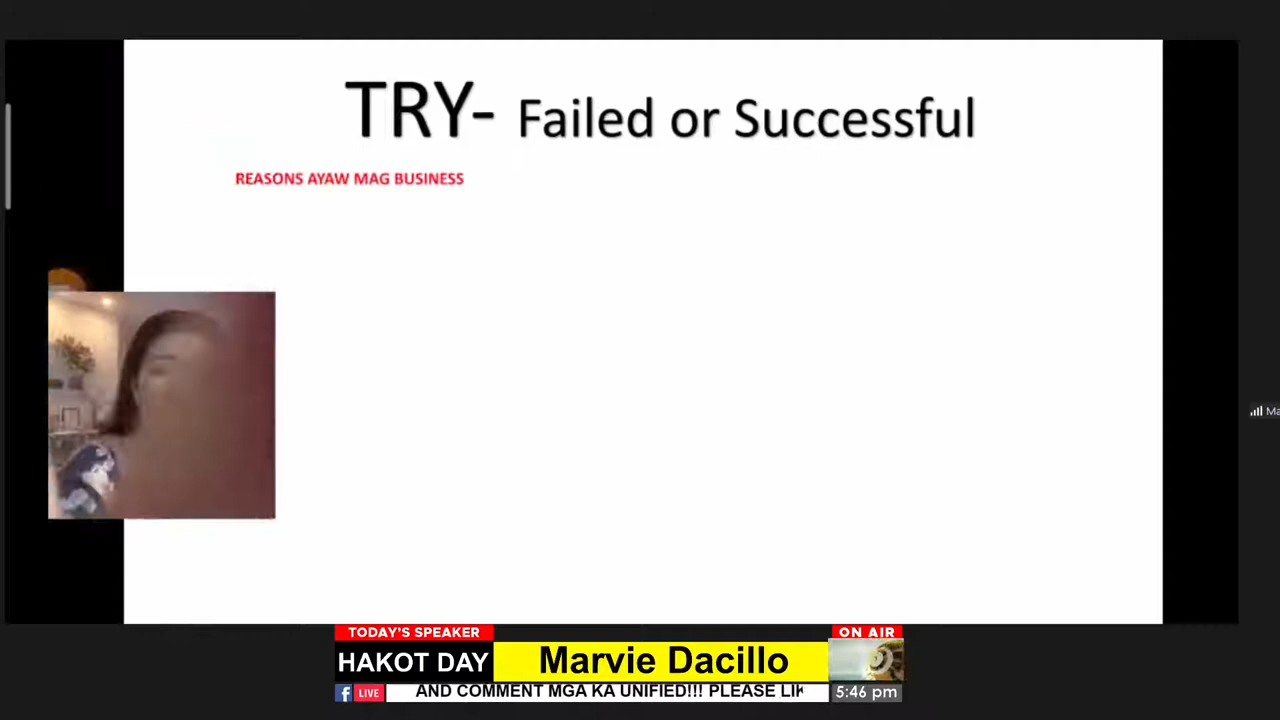 TRY- Failed or Successful
REASONS AYAW MAG BUSINESS
Ma
TODAY'S SPEAKER
ON AIR
HAKOT DAY
Marvie Dacillo
f LIVE
AND COMMENT MGA KA UNIFIED!!! PLEASE LIK
5:46 pm